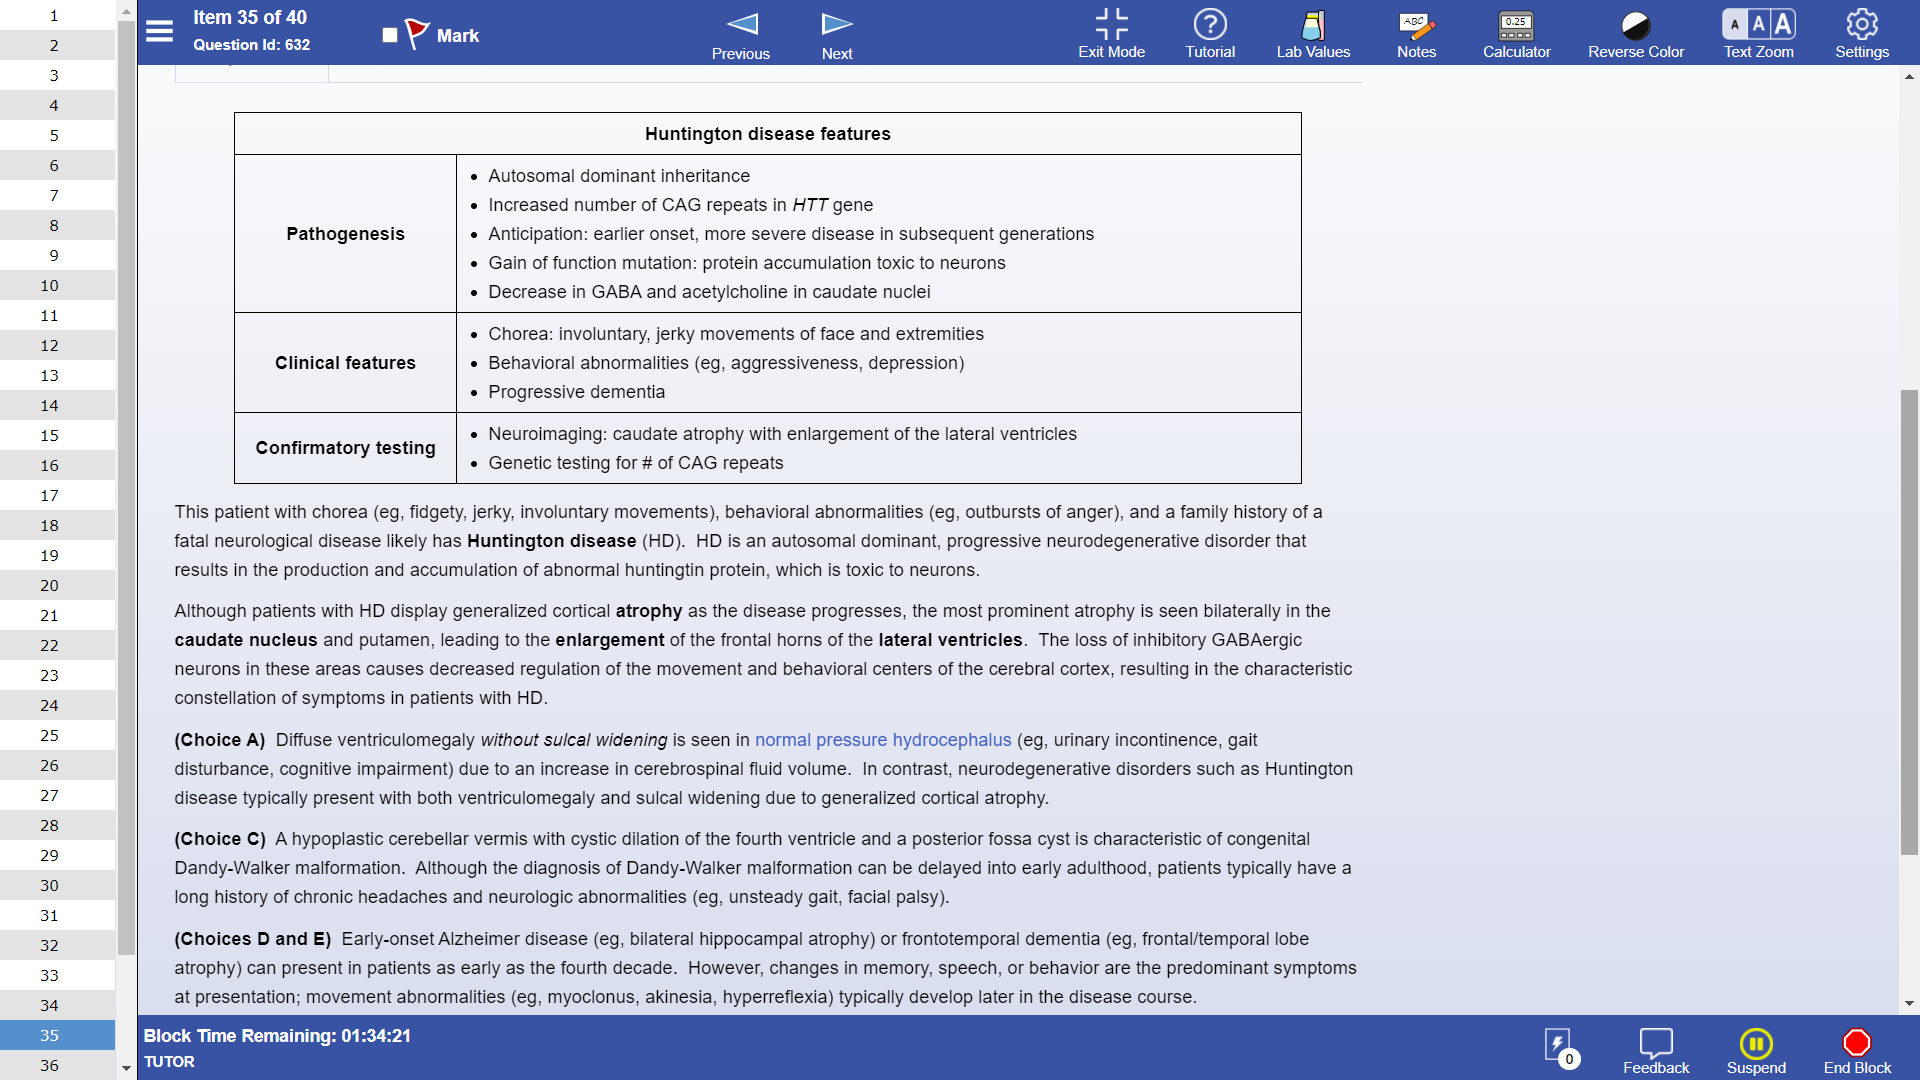 Item 35 of 40
Question Id: 632
Mark
Previous
Next
Exit Mode
Tutorial
Lab Values
ABC
Notes
0.25
Calculator
Reverse Color
A A A
Text Zoom
Settings
1
2
3
4
5
6
7
8
9
10
11
12
13
14
15
16
17
18
19
20
21
22
23
24
25
26
27
28
29
30
31
32
33
34
35
36
Huntington disease features
Pathogenesis
• Autosomal dominant inheritance
• Increased number of CAG repeats in HTT gene
• Anticipation: earlier onset, more severe disease in subsequent generations
• Gain of function mutation: protein accumulation toxic to neurons
• Decrease in GABA and acetylcholine in caudate nuclei
Clinical features
• Chorea: involuntary, jerky movements of face and extremities
• Behavioral abnormalities (eg, aggressiveness, depression)
• Progressive dementia
Confirmatory testing
• Neuroimaging: caudate atrophy with enlargement of the lateral ventricles
• Genetic testing for # of CAG repeats
This patient with chorea (eg, fidgety, jerky, involuntary movements), behavioral abnormalities (eg, outbursts of anger), and a family history of a
fatal neurological disease likely has Huntington disease (HD). HD is an autosomal dominant, progressive neurodegenerative disorder that
results in the production and accumulation of abnormal huntingtin protein, which is toxic to neurons.
Although patients with HD display generalized cortical atrophy as the disease progresses, the most prominent atrophy is seen bilaterally in the
caudate nucleus and putamen, leading to the enlargement of the frontal horns of the lateral ventricles. The loss of inhibitory GABAergic
neurons in these areas causes decreased regulation of the movement and behavioral centers of the cerebral cortex, resulting in the characteristic
constellation of symptoms in patients with HD.
(Choice A) Diffuse ventriculomegaly without sulcal widening is seen in normal pressure hydrocephalus (eg, urinary incontinence, gait
disturbance, cognitive impairment) due to an increase in cerebrospinal fluid volume. In contrast, neurodegenerative disorders such as Huntington
disease typically present with both ventriculomegaly and sulcal widening due to generalized cortical atrophy.
(Choice C) A hypoplastic cerebellar vermis with cystic dilation of the fourth ventricle and a posterior fossa cyst is characteristic of congenital
Dandy-Walker malformation. Although the diagnosis of Dandy-Walker malformation can be delayed into early adulthood, patients typically have a
long history of chronic headaches and neurologic abnormalities (eg, unsteady gait, facial palsy).
(Choices D and E) Early-onset Alzheimer disease (eg, bilateral hippocampal atrophy) or frontotemporal dementia (eg, frontal/temporal lobe
atrophy) can present in patients as early as the fourth decade. However, changes in memory, speech, or behavior are the predominant symptoms
at presentation; movement abnormalities (eg, myoclonus, akinesia, hyperreflexia) typically develop later in the disease course.
Block Time Remaining: 01:34:21
TUTOR
0
Feedback
Suspend
End Block